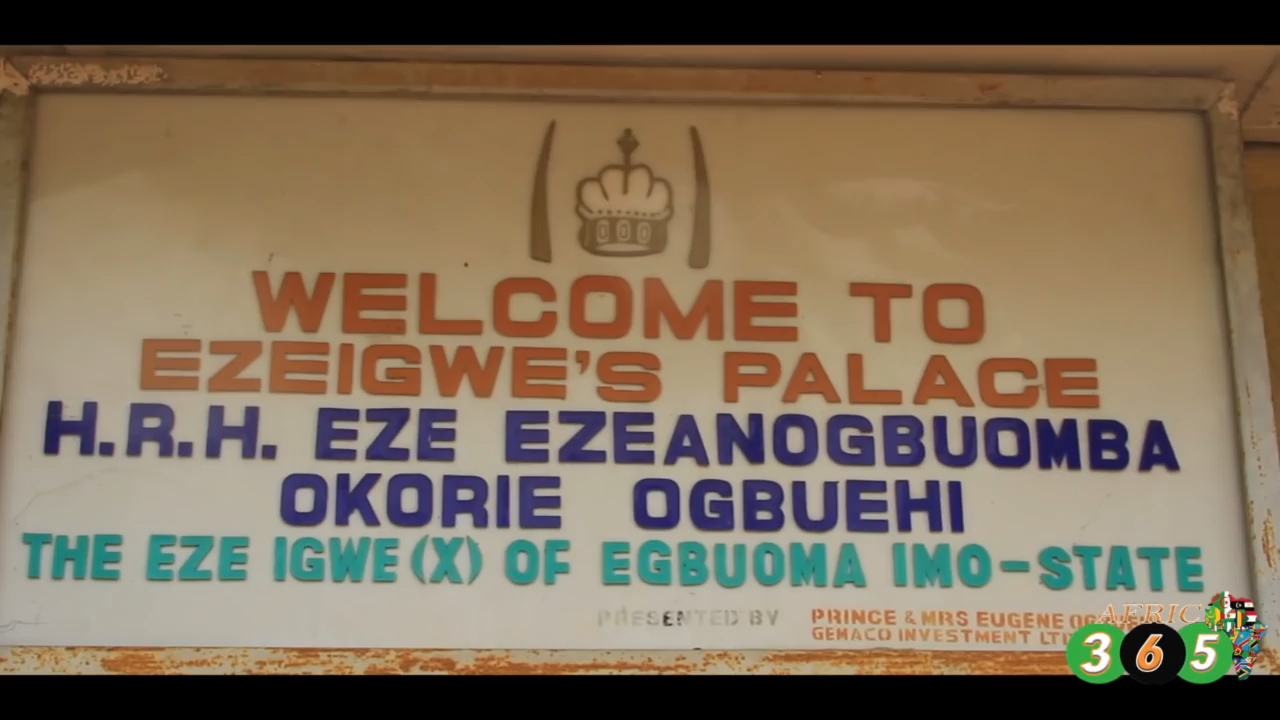 WELCOME TO
EZEIGWE'S PALACE
H.R.H. EZE EZEANOGBUOMBA
OKORIE OGBUEHI
THE EZE IGWE (X) OF EGBUOMA IMO-STATE
PRESENTED BY PRINCE & MRS EUGENE
GEMACO INVESTMENT LTD
AFRIC
365